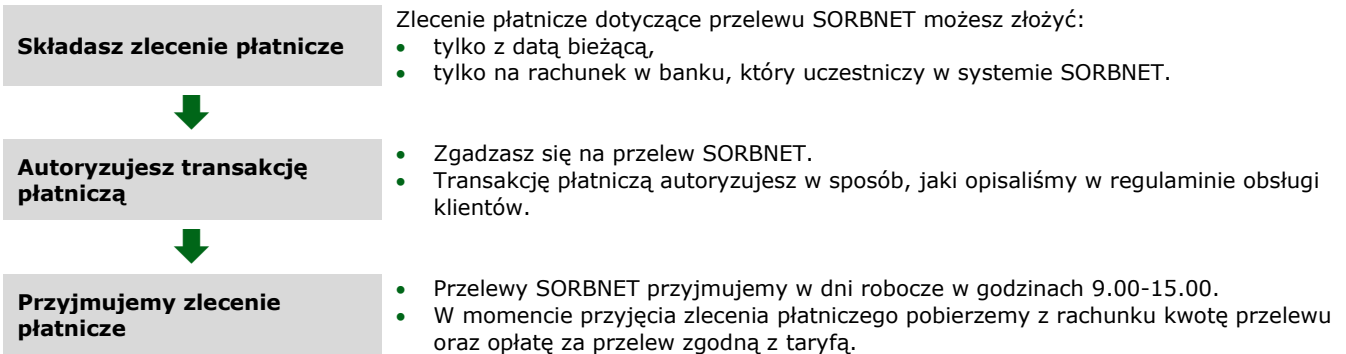 Składasz zlecenie płatnicze
Zlecenie płatnicze dotyczące przelewu SORBNET możesz złożyć:
• tylko z datą bieżącą,
• tylko na rachunek w banku, który uczestniczy w systemie SORBNET.
Autoryzujesz transakcję
płatniczą
• Zgadzasz się na przelew SORBNET.
• Transakcję płatniczą autoryzujesz w sposób, jaki opisaliśmy w regulaminie obsługi
klientów.
Przyjmujemy zlecenie
płatnicze
• Przelewy SORBNET przyjmujemy w dni robocze w godzinach 9.00-15.00.
• W momencie przyjęcia zlecenia płatniczego pobierzemy z rachunku kwotę przelewu
oraz opłatę za przelew zgodną z taryfą.